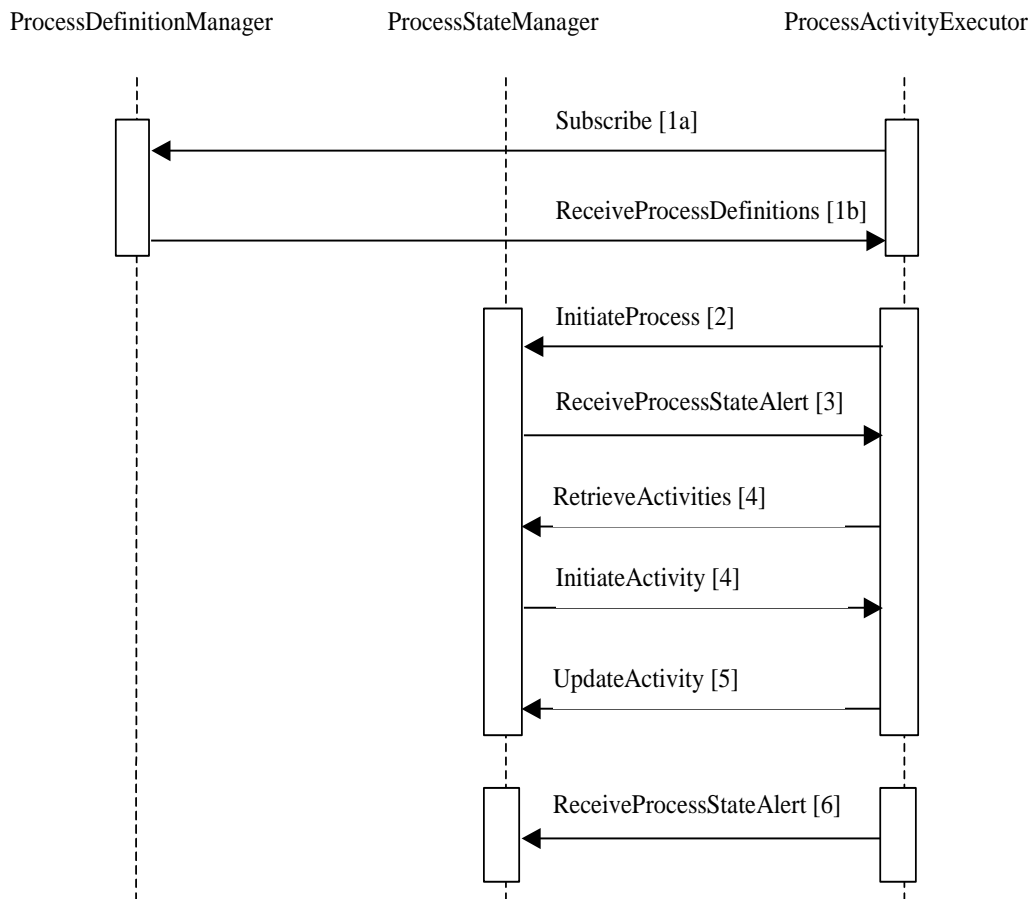 ProcessDefinitionManager ProcessStateManager ProcessActivityExecutor
Subscribe [1a]
ReceiveProcessDefinitions [1b]
InitiateProcess [2]
ReceiveProcessStateAlert [3]
RetrieveActivities [4]
InitiateActivity [4]
UpdateActivity [5]
ReceiveProcessStateAlert [6]